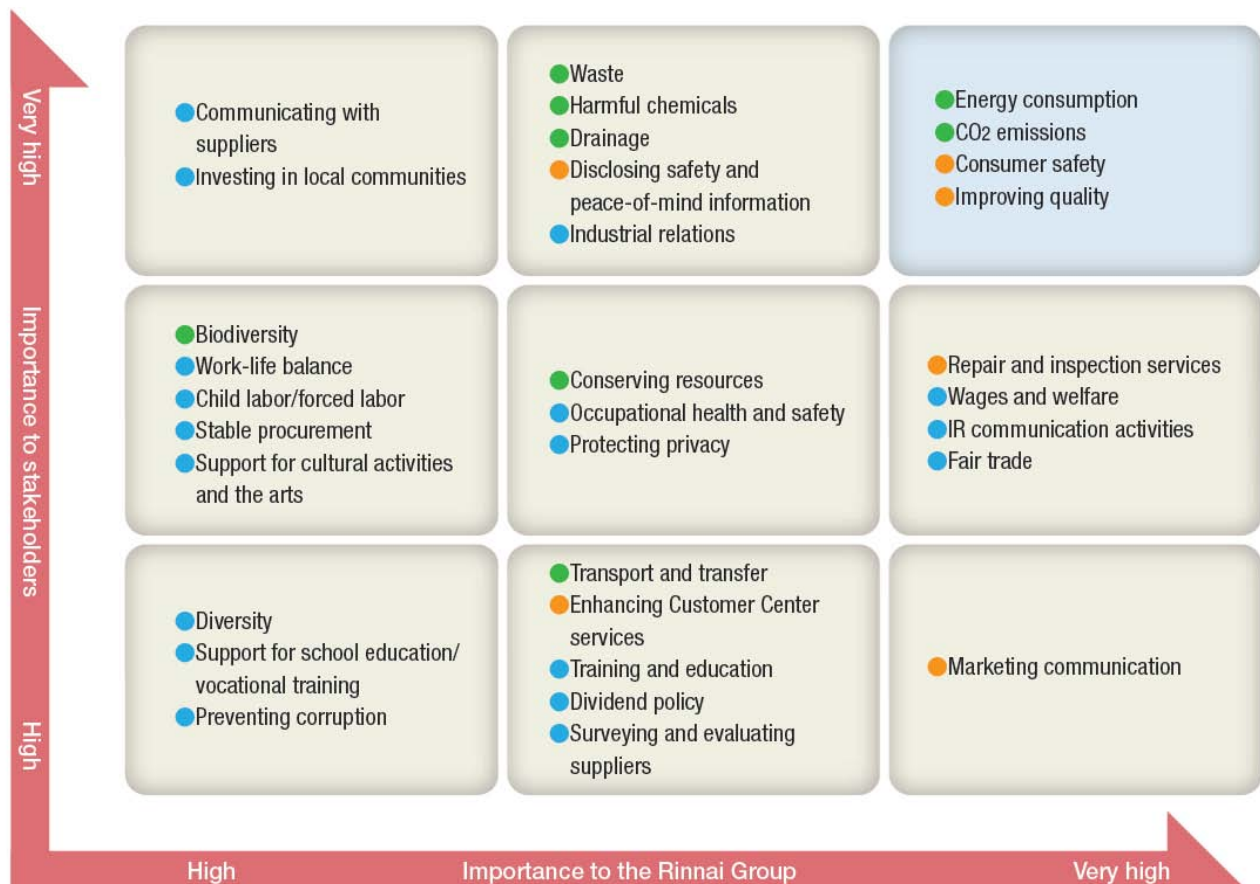 Very high
Importance to stakeholders
High
Communicating with
suppliers
Investing in local communities
Waste
Harmful chemicals
Drainage
Disclosing safety and
peace-of-mind information
Industrial relations
Energy consumption
CO2 emissions
Consumer safety
Improving quality
Biodiversity
Work-life balance
Child labor/forced labor
Stable procurement
Support for cultural activities
and the arts
Conserving resources
Occupational health and safety
Protecting privacy
Repair and inspection services
Wages and welfare
IR communication activities
Fair trade
Diversity
Support for school education/
vocational training
Preventing corruption
Transport and transfer
Enhancing Customer Center
services
Training and education
Dividend policy
Surveying and evaluating
suppliers
Marketing communication
High
Importance to the Rinnai Group
Very high